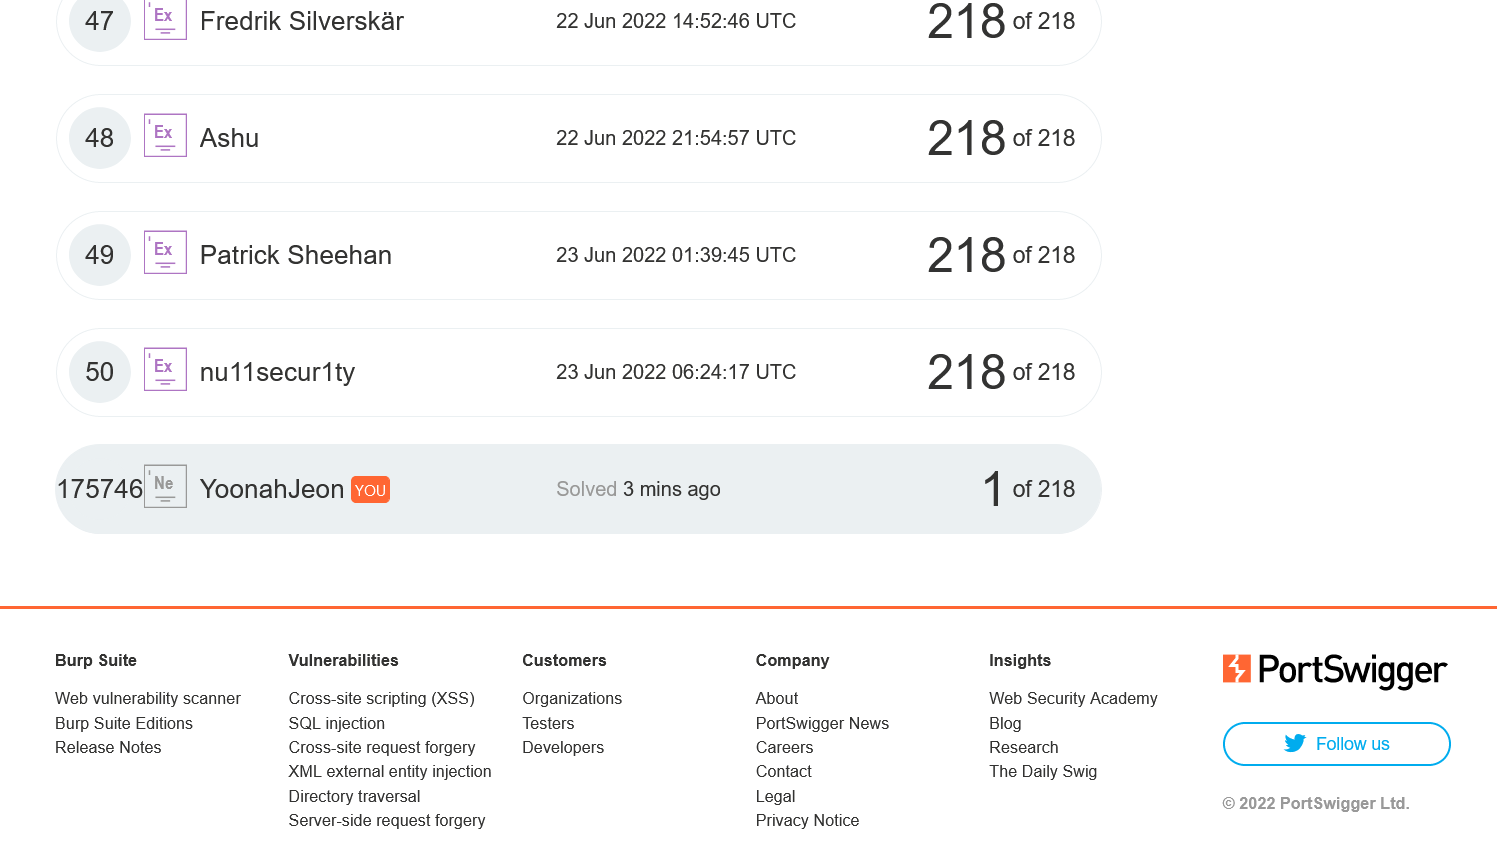 47 Ex Fredrik Silverskär 22 Jun 2022 14:52:46 UTC 218 of 218
48 Ex Ashu 22 Jun 2022 21:54:57 UTC 218 of 218
49 Ex Patrick Sheehan 23 Jun 2022 01:39:45 UTC 218 of 218
50 Ex nu11secur1ty 23 Jun 2022 06:24:17 UTC 218 of 218
175746 Ne YoonahJeon YOU Solved 3 mins ago 1 of 218
Burp Suite
Web vulnerability scanner
Burp Suite Editions
Release Notes
Vulnerabilities
Cross-site scripting (XSS)
SQL injection
Cross-site request forgery
XML external entity injection
Directory traversal
Server-side request forgery
Customers
Organizations
Testers
Developers
Company
About
PortSwigger News
Careers
Contact
Legal
Privacy Notice
Insights
Web Security Academy
Blog
Research
The Daily Swig
PortSwigger
Follow us
© 2022 PortSwigger Ltd.